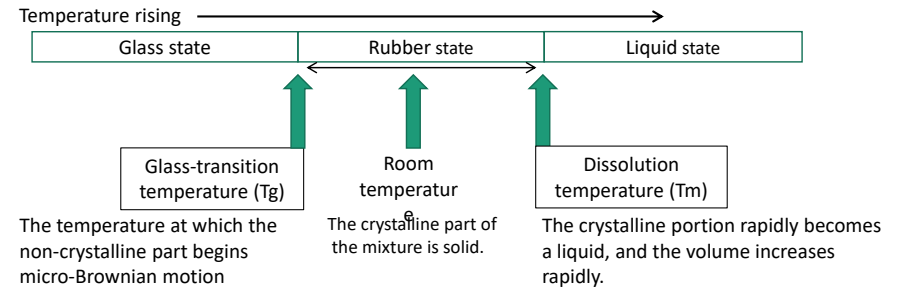 Temperature rising
Glass state
Rubber state
Liquid state
Glass-transition
temperature (Tg)
Room
temperatur
e
Dissolution
temperature (Tm)
The temperature at which the
non-crystalline part begins
micro-Brownian motion
The crystalline part of
the mixture is solid.
The crystalline portion rapidly becomes
a liquid, and the volume increases
rapidly.